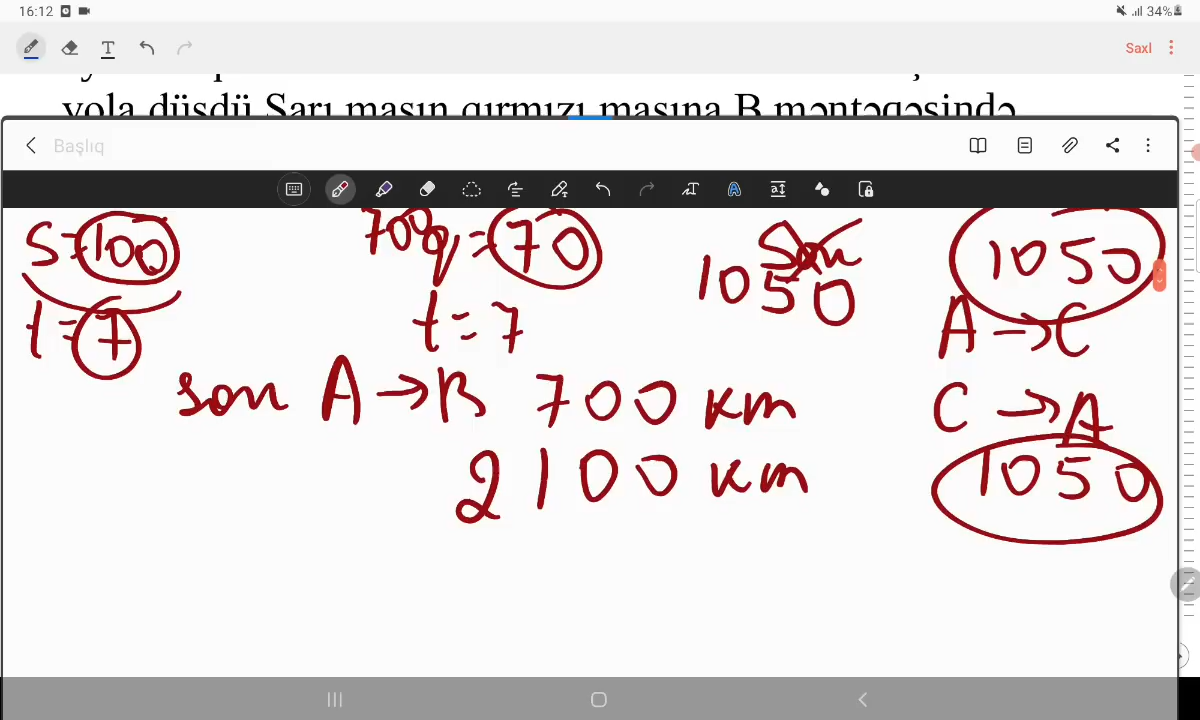 16:12 34%
T Saxl
yola düşdü Sarı maşın qırmızı maşına B məntəqəsində
Başlıq
S=100 700 q=70 Son 1050
1050
t=7 t=7 A→C
son A→B 700 km C→A
2100 km 1050